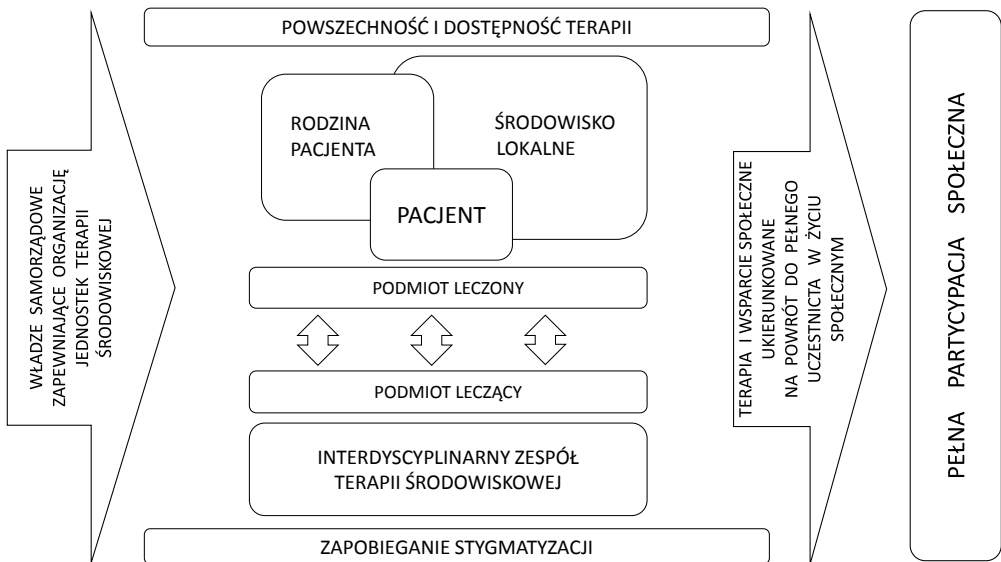 POWSZECHNOŚĆ I DOSTĘPNOŚĆ TERAPII
WŁADZE SAMORZĄDOWE
ZAPEWNIAJĄCE ORGANIZACJĘ
JEDNOSTEK TERAPII
ŚRODOWISKOWEJ
RODZINA
PACJENTA
ŚRODOWISKO
LOKALNE
PACJENT
PODMIOT LECZONY
PODMIOT LECZĄCY
INTERDYSCYPLINARNY ZESPÓŁ
TERAPII ŚRODOWISKOWEJ
ZAPOBIEGANIE STYGMATYZACJI
TERAPIA I WSPARCIE SPOŁECZNE
UKIERUNKOWANE
NA POWRÓT DO PEŁNEGO
UCZESTNICTA W ŻYCIU
SPOŁECZNYM
PEŁNA PARTYCYPACJA SPOŁECZNA